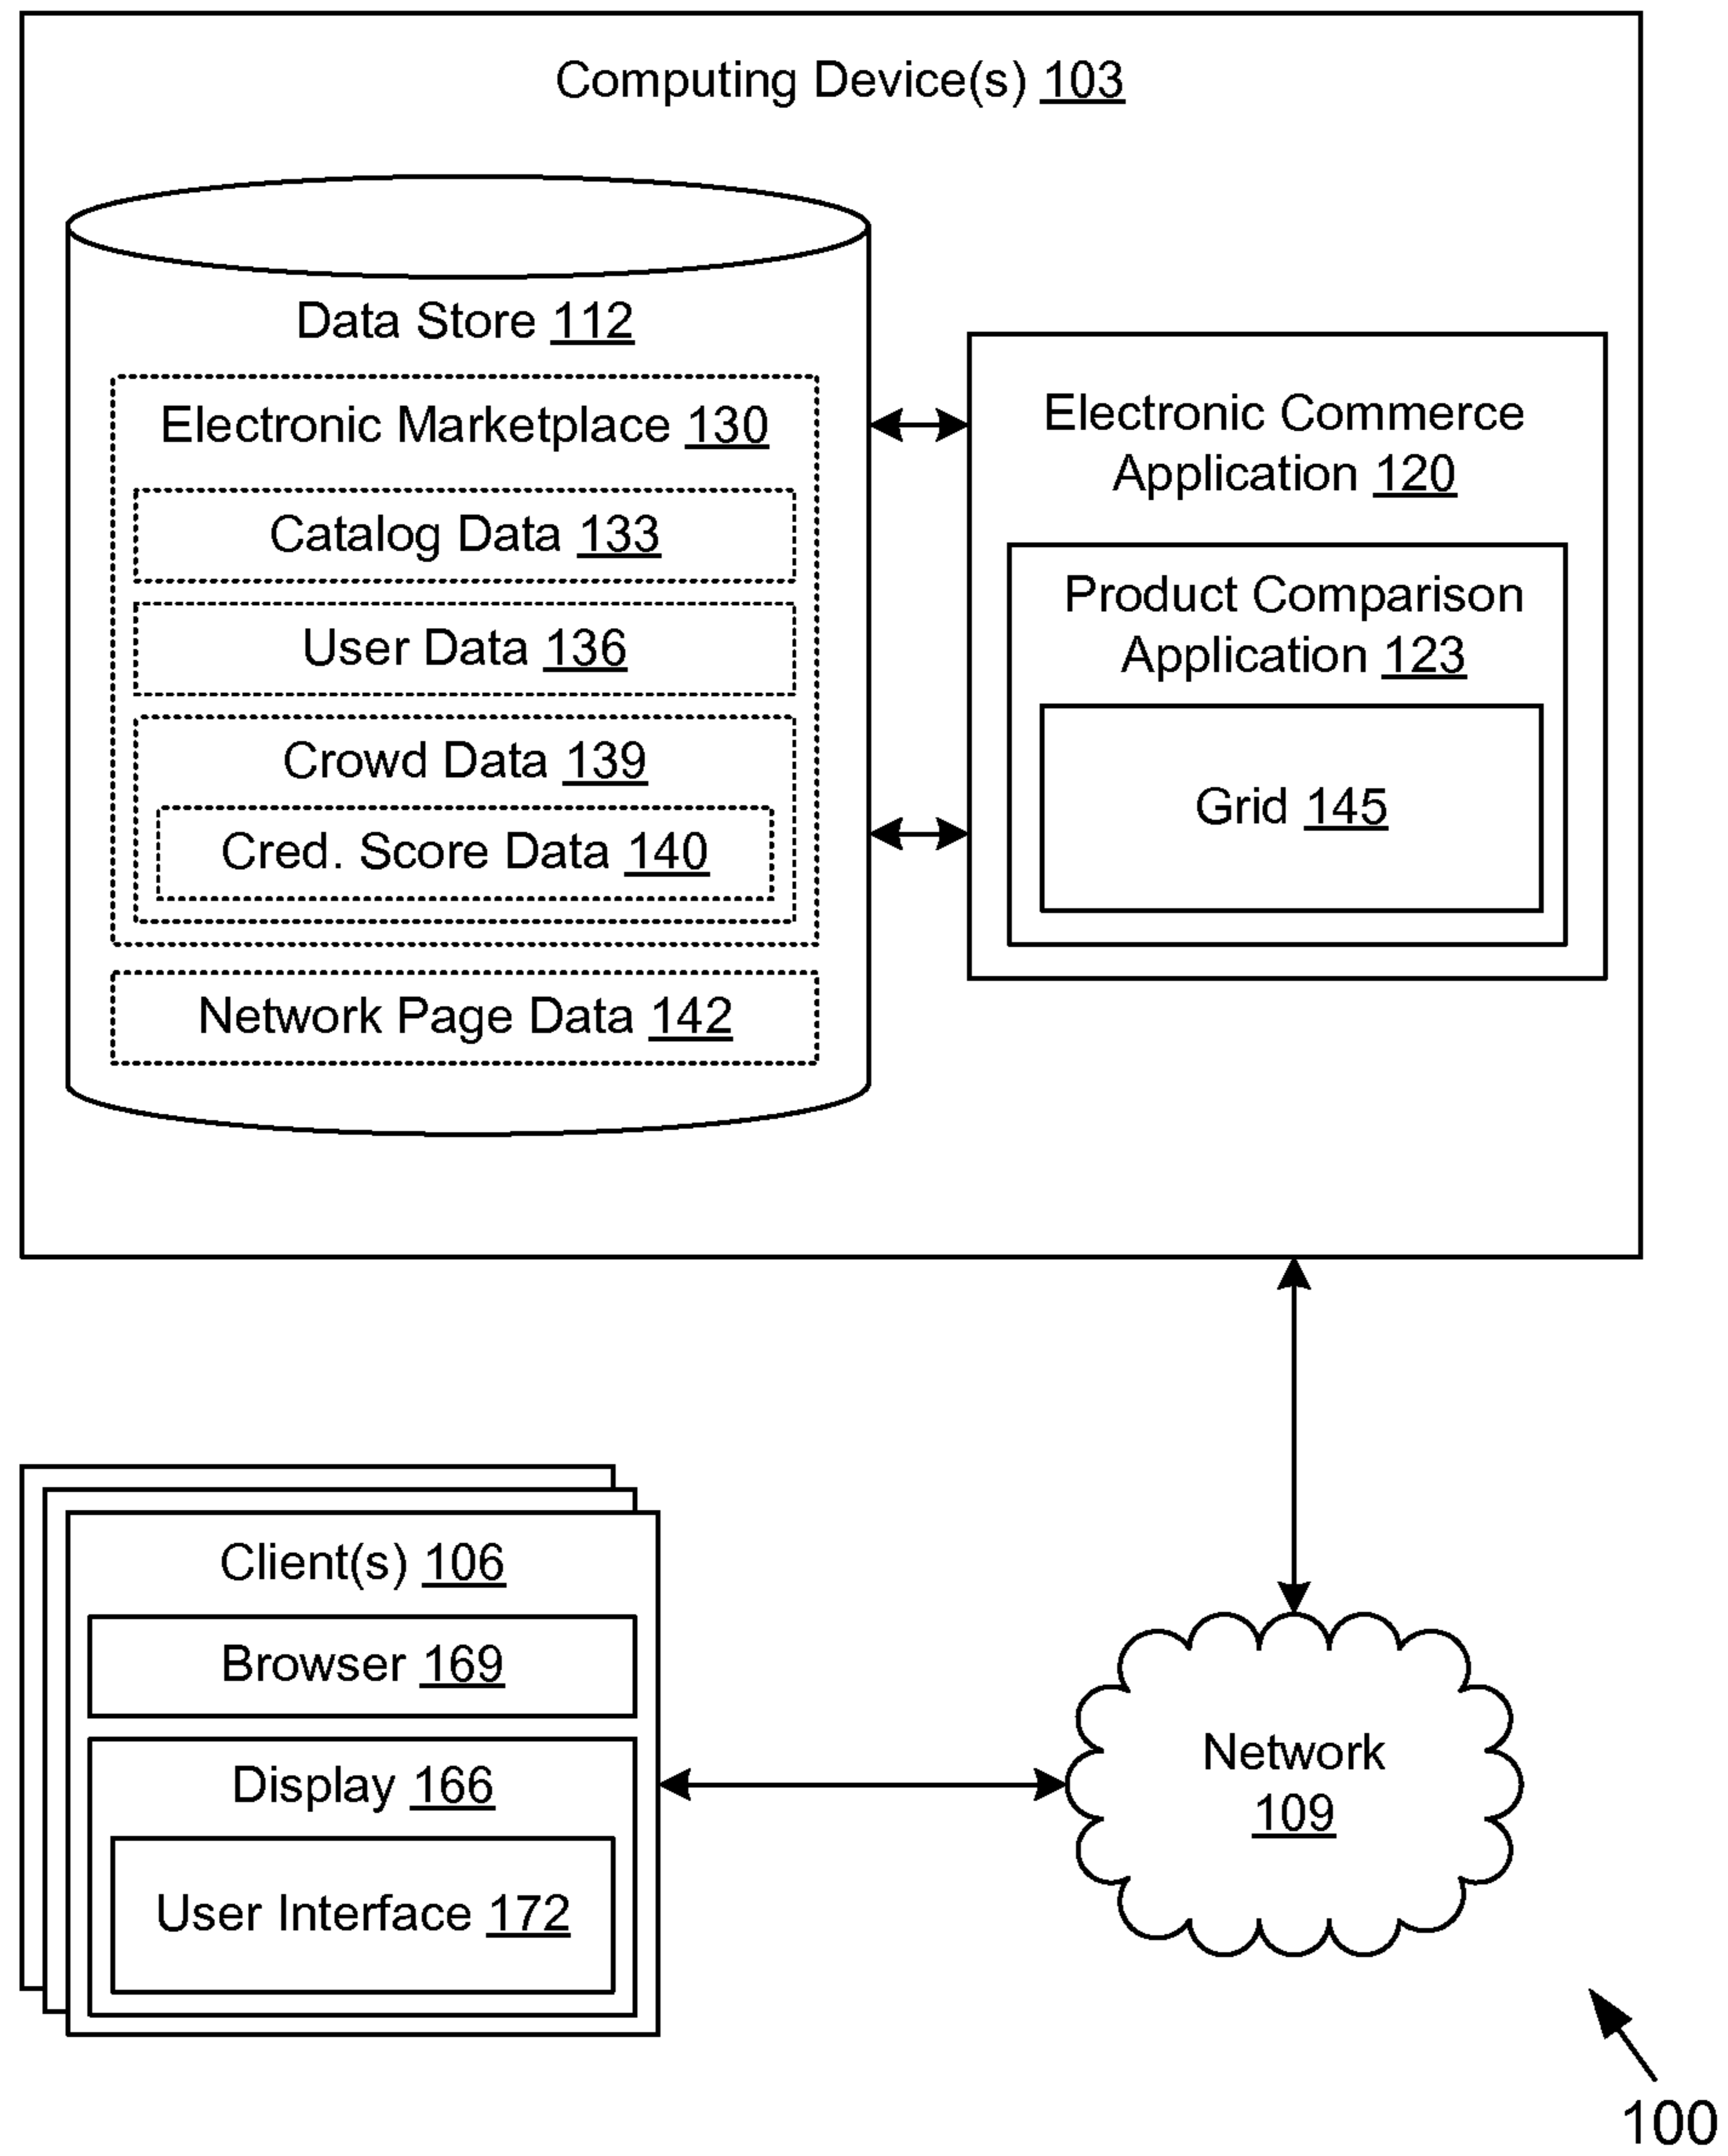 Computing Device(s) 103
Data Store 112
Electronic Marketplace 130
Catalog Data 133
User Data 136
Crowd Data 139
Cred. Score Data 140
Network Page Data 142
Electronic Commerce
Application 120
Product Comparison
Application 123
Grid 145
Client(s) 106
Browser 169
Display 166
User Interface 172
Network
109
100